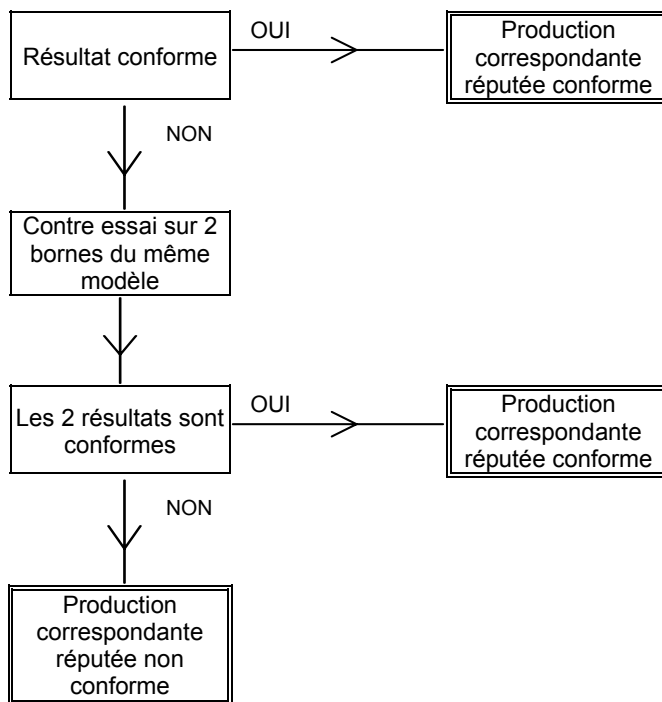 Résultat conforme
OUI
Production
correspondante
réputée conforme
NON
Contre essai sur 2
bornes du même
modèle
Les 2 résultats sont
conformes
OUI
Production
correspondante
réputée conforme
NON
Production
correspondante
réputée non
conforme